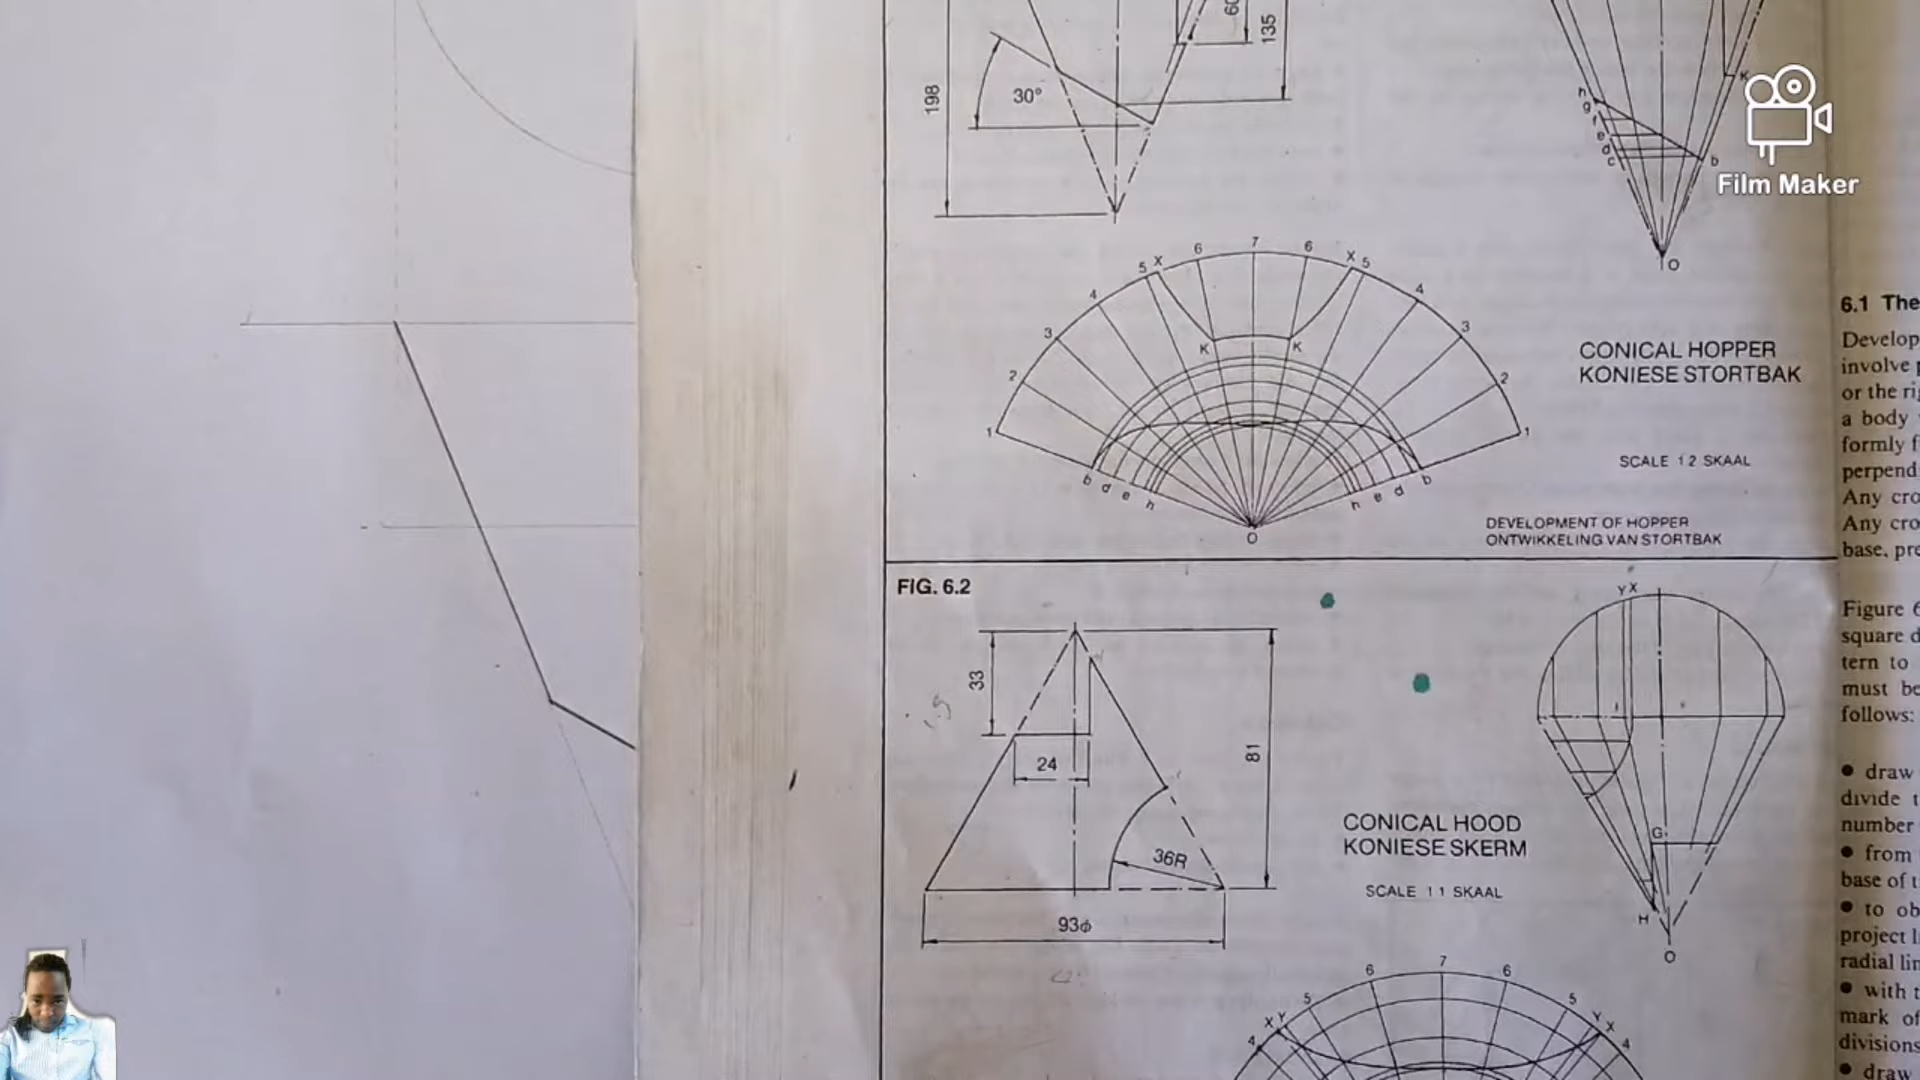 60
135
198
30°
K
h
g
f
e
d
c
b
O
Film Maker
7
6
6
5 X
X 5
4
4
3
3
K
K
2
2
1
1
b
d
e
h
h
e
d
b
O
CONICAL HOPPER
KONIESE STORTBAK
SCALE 1:2 SKAAL
DEVELOPMENT OF HOPPER
ONTWIKKELING VAN STORTBAK
FIG. 6.2
33
24
81
36R
93ϕ
CONICAL HOOD
KONIESE SKERM
SCALE 1:1 SKAAL
Y X
G
H
O
7
6
6
5
5
X Y
Y X
4
4
6.1 The
Develop
involve p
or the rig
a body
formly f
perpend
Any cro
Any cro
base, pre
Figure 6
square d
tern to
must be
follows:
• draw
divide t
number
• from
base of t
• to ob
project l
radial lin
• with t
mark of
divisions
• draw